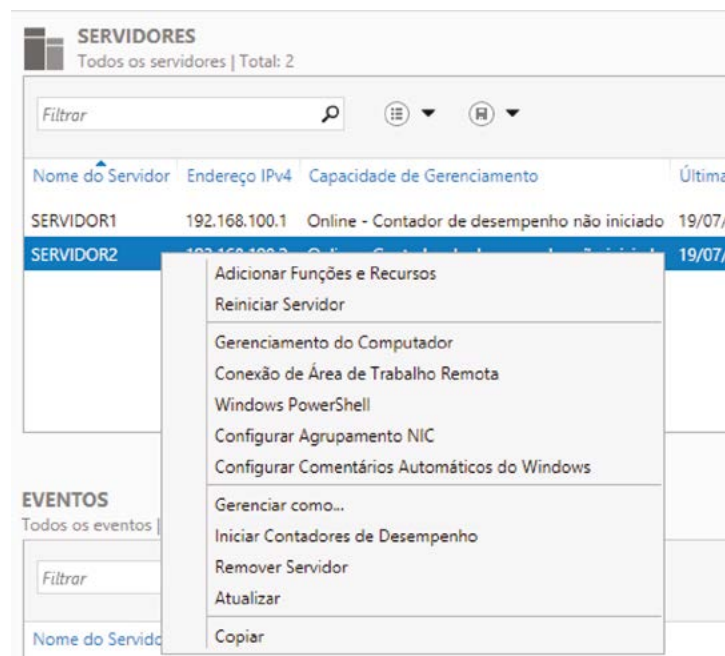 SERVIDORES
Todos os servidores | Total: 2
Filtrar
Nome do Servidor Endereço IPv4 Capacidade de Gerenciamento Última
SERVIDOR1 192.168.100.1 Online - Contador de desempenho não iniciado 19/07/
SERVIDOR2 19/07/
Adicionar Funções e Recursos
Reiniciar Servidor
Gerenciamento do Computador
Conexão de Área de Trabalho Remota
Windows PowerShell
Configurar Agrupamento NIC
Configurar Comentários Automáticos do Windows
Gerenciar como...
Iniciar Contadores de Desempenho
Remover Servidor
Atualizar
Copiar
EVENTOS
Todos os eventos |
Filtrar
Nome do Servido